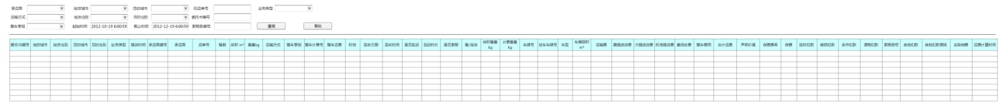 承运商 始发城市 目的城市 托运单号 业务类型
运输方式 始发仓别 目的仓别 委托书编号
整车零担 起始时间 2012-10-19 6:00:59 截止时间 2012-12-19 6:00:59 索赔函编号 查询 导出
委托书编号 始发城市 始发仓别 目的城市 目的仓别 业务类型 提货时间 承运商编号 承运商 运单号 箱数 体积 m³ 重量kg 运输方式 整车零担 整车计费号 整车运费 时效 签收日期 签收时间 是否延迟 延迟时长 是否索赔 重/泡货 体积重量kg 计费重量kg 车牌号 挂车车牌号 车型 车厢容积m³ 运输费 首提送货费 次提送货费 机场提货费 最低收费 整车费用 合计运费 声明价值 保费费率 保费 延时扣款 破损扣款 丢件扣款 索赔扣款 索赔函号 其他扣款 其他扣款原因 实际结费 运费计算时间